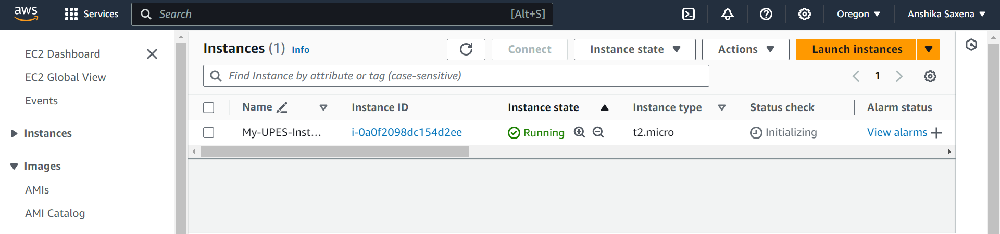 aws Services Search [Alt+S] Oregon Anshika Saxena
EC2 Dashboard
EC2 Global View
Events
Instances
Images
AMIs
AMI Catalog
Instances (1) Info Connect Instance state Actions Launch instances
Find Instance by attribute or tag (case-sensitive) 1
Name Instance ID Instance state Instance type Status check Alarm status
My-UPES-Inst... i-0a0f2098dc154d2ee Running t2.micro Initializing View alarms